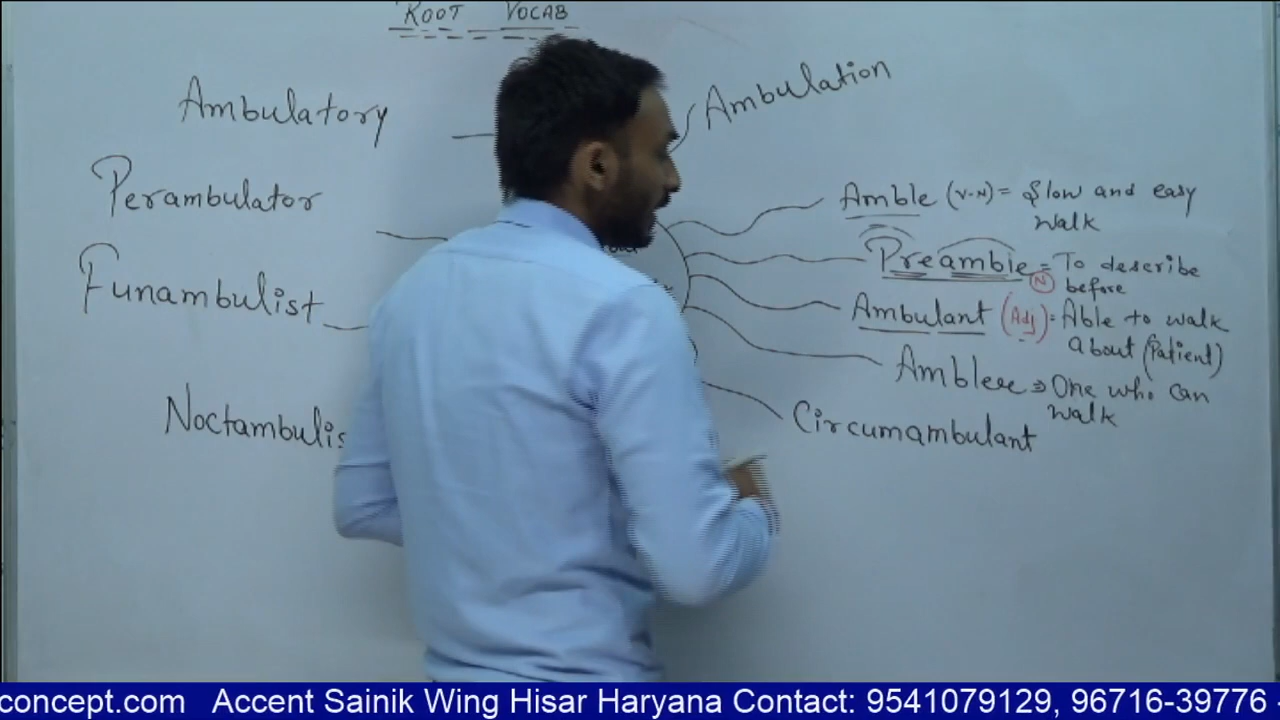 ROOT VOCAB
Ambulatory
Ambulation
Perambulator
Amble (V-N) = Slow and easy
walk
Preamble = To describe
(N) before
Funambulist
Ambulant (Adj) = Able to walk
about (Patient)
Ambler => One who can
walk
Noctambulis
Circumambulant
concept.com Accent Sainik Wing Hisar Haryana Contact: 9541079129, 96716-39776